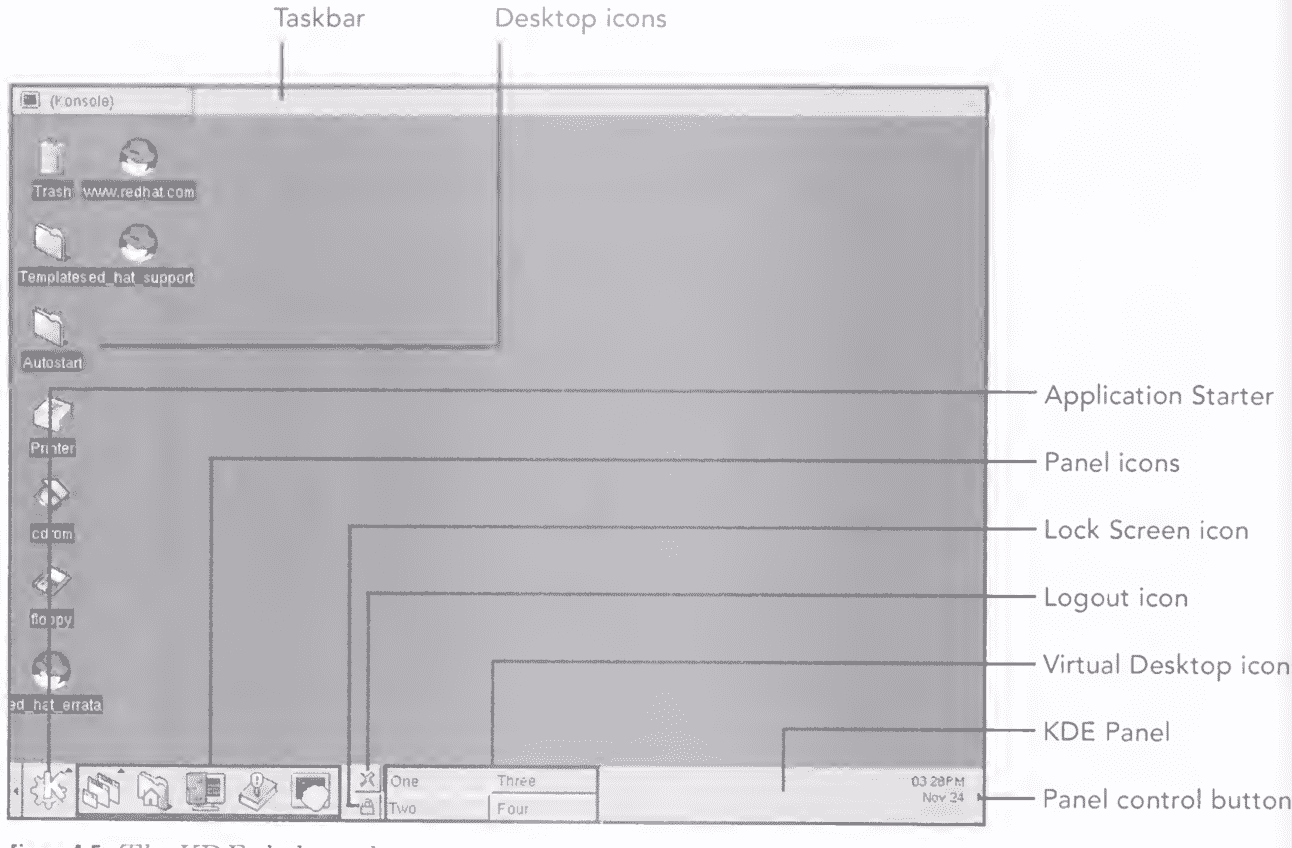 Taskbar
Desktop icons
(Konsole)
Trash www.redhat.com
Templates ed_hat_support
Autostart
Application Starter
Printer
Panel icons
cdrom
Lock Screen icon
Logout icon
floppy
Virtual Desktop icon
ed_hat_errata
KDE Panel
One Three
03:28PM
Two Four
Nov 24
Panel control button
The KDE